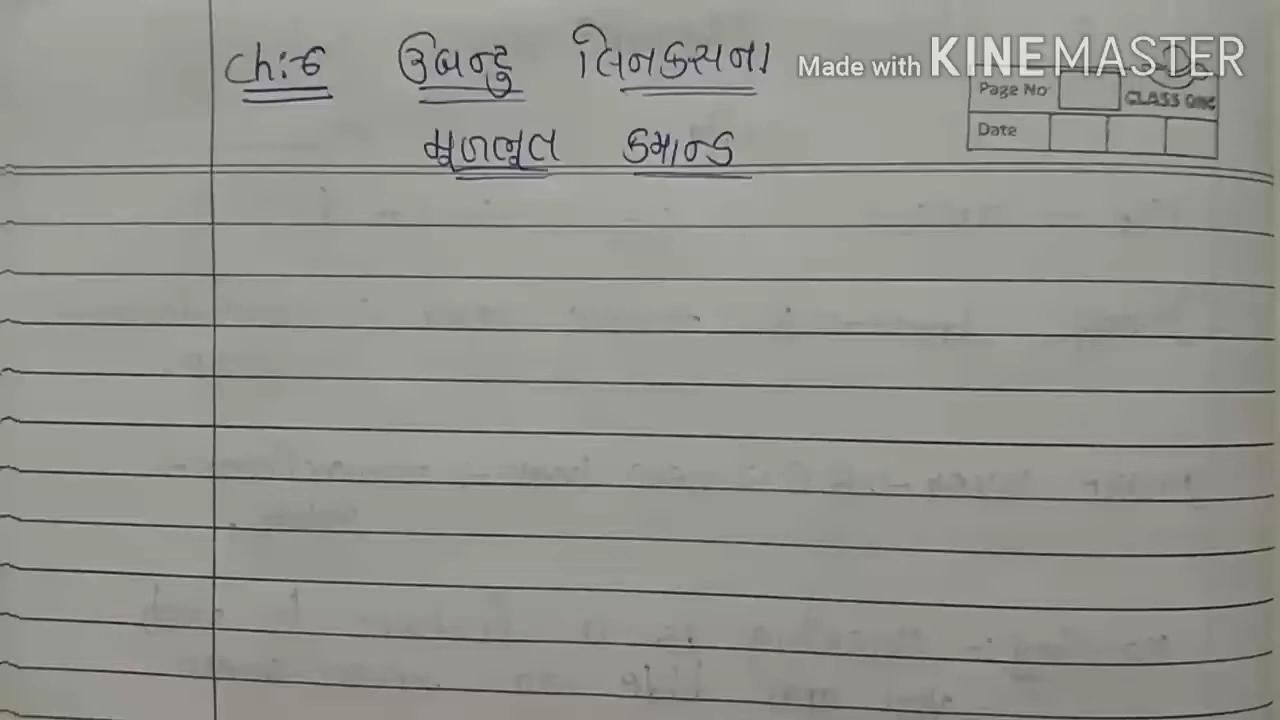 Ch:-6 ઉબન્ટુ લિનક્સના
મૂળભૂત કમાન્ડ
Made with KINEMASTER
Page No
CLASS ONE
Date